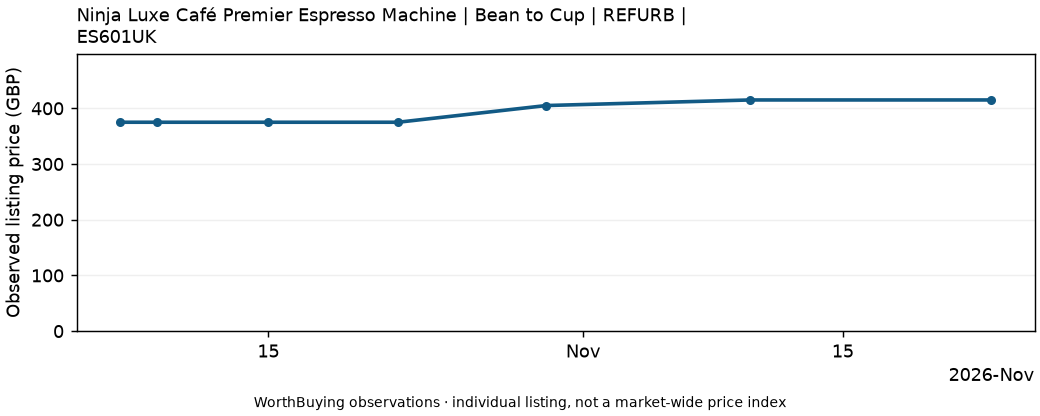 Ninja Luxe Café Premier Espresso Machine | Bean to Cup | REFURB |
ES601UK
Observed listing price (GBP)
400
300
200
100
0
15
Nov
15
2026-Nov
WorthBuying observations · individual listing, not a market-wide price index